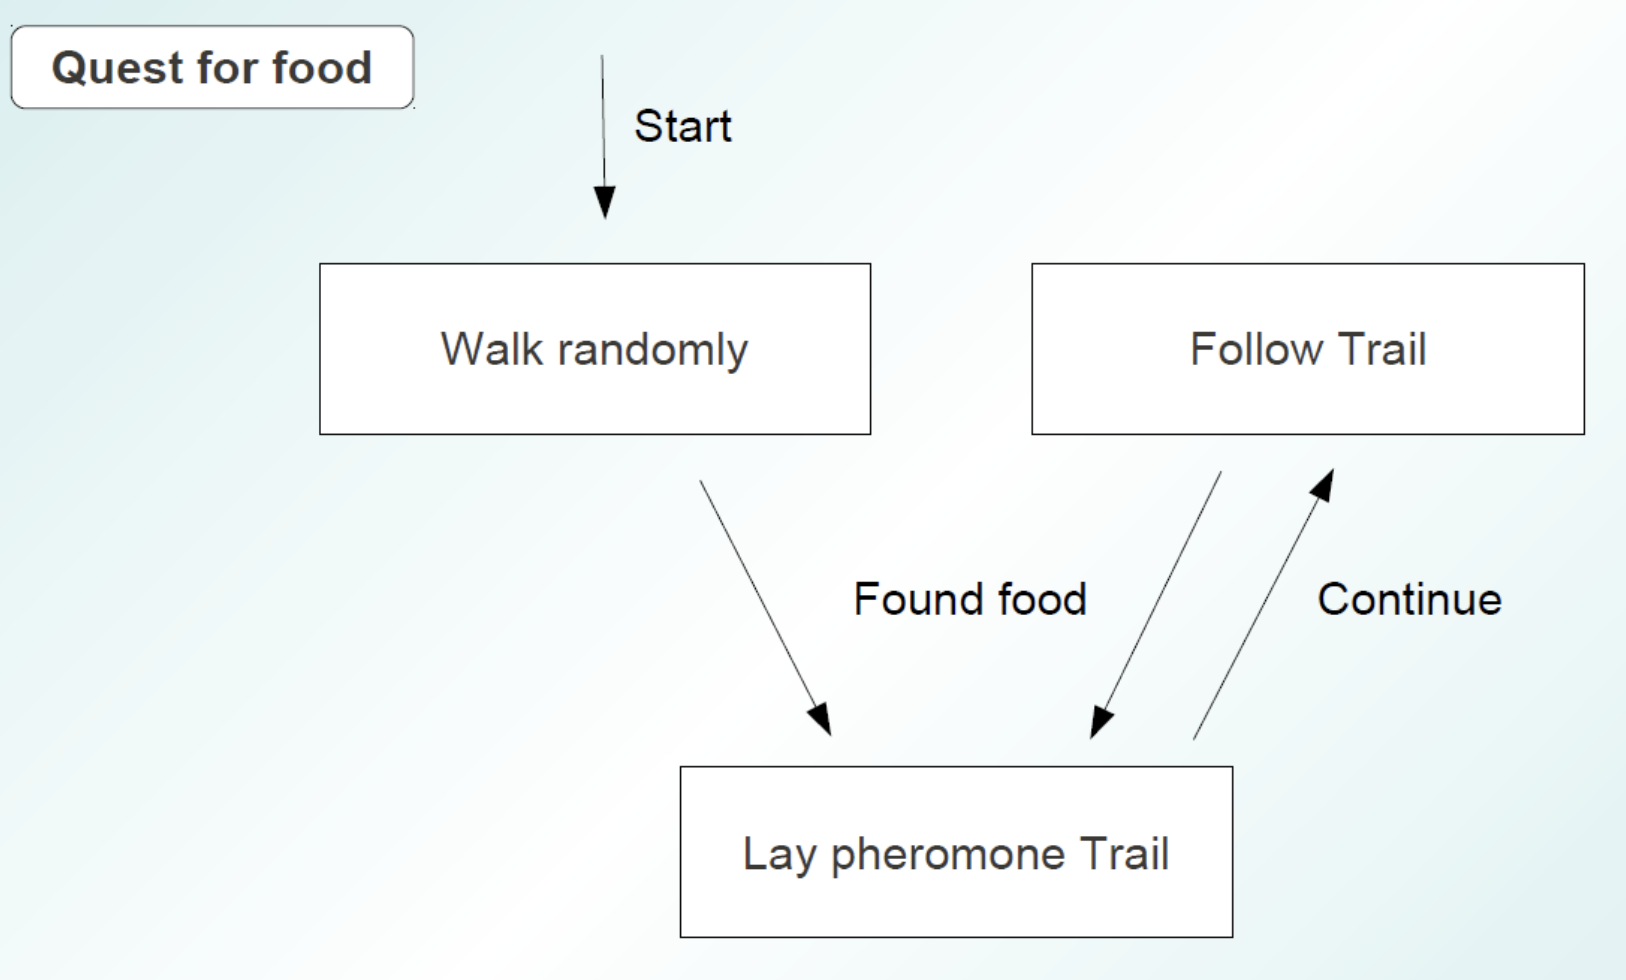 Quest for food
Start
Walk randomly
Follow Trail
Found food
Continue
Lay pheromone Trail